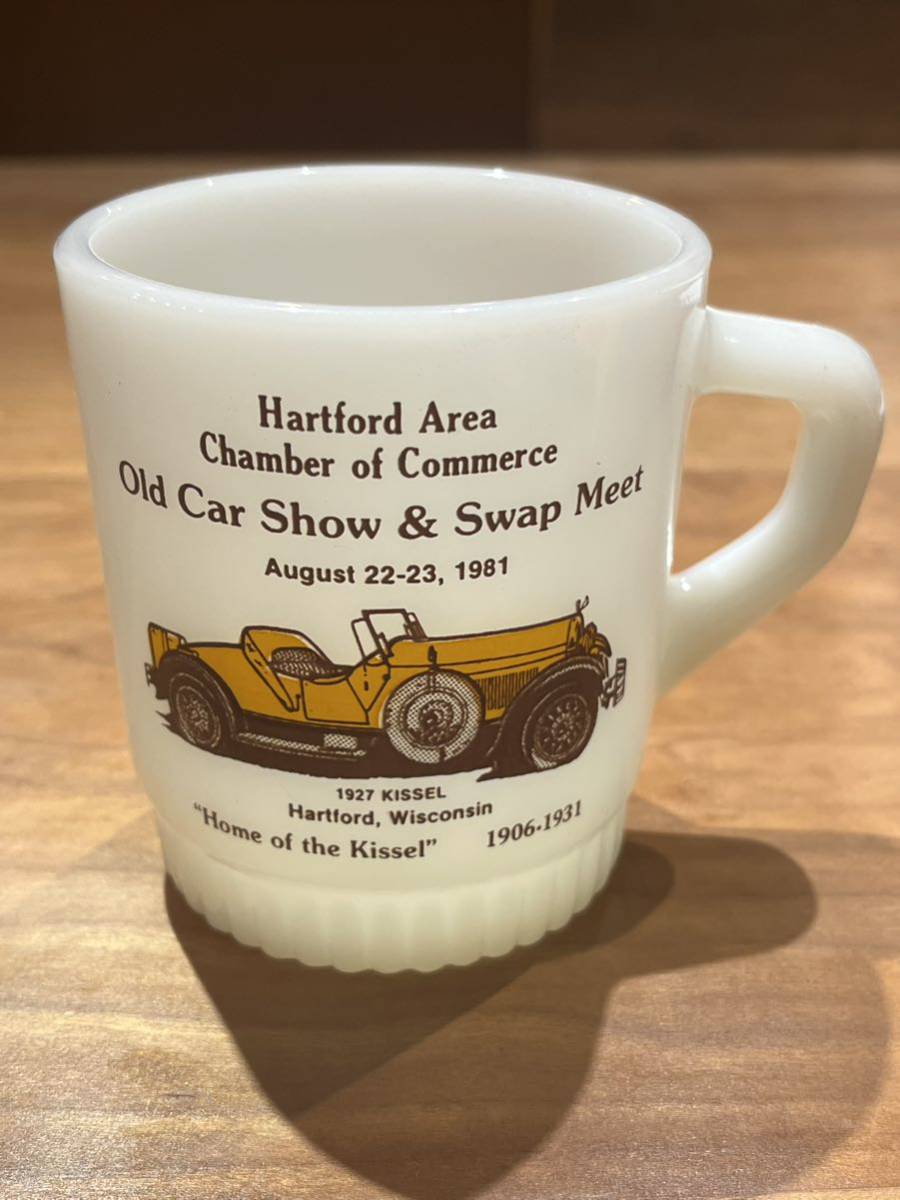 Hartford Area
Chamber of Commerce
Old Car Show & Swap Meet
August 22-23, 1981
1927 KISSEL
Hartford, Wisconsin
"Home of the Kissel" 1906-1931